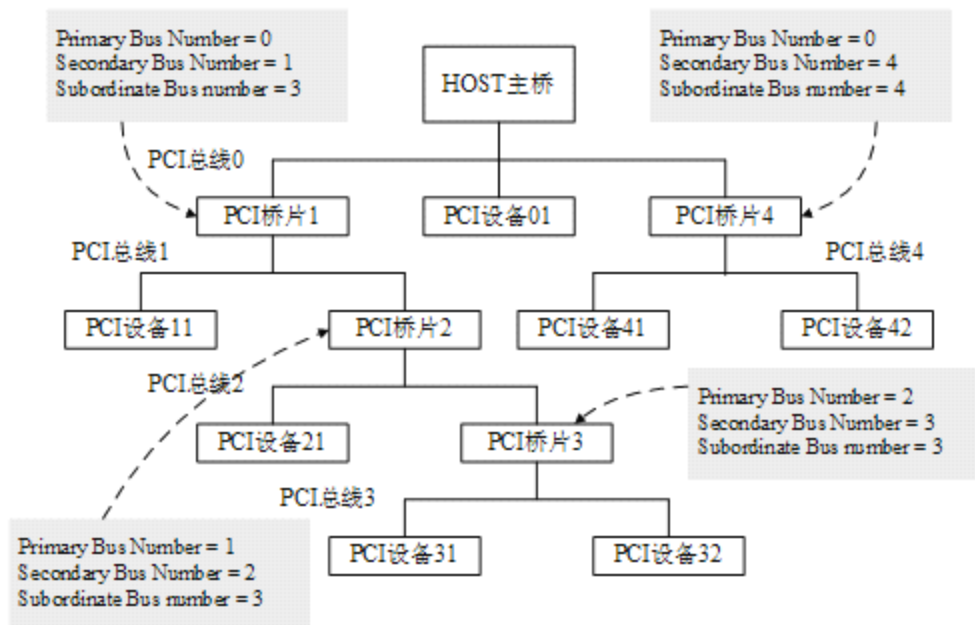 Primary Bus Number = 0
Secondary Bus Number = 1
Subordinate Bus number = 3
HOST主桥
Primary Bus Number = 0
Secondary Bus Number = 4
Subordinate Bus number = 4
PCI总线0
PCI桥片1
PCI设备01
PCI桥片4
PCI总线1
PCI总线4
PCI设备11
PCI桥片2
PCI设备41
PCI设备42
PCI总线2
Primary Bus Number = 2
Secondary Bus Number = 3
Subordinate Bus number = 3
PCI设备21
PCI桥片3
PCI总线3
Primary Bus Number = 1
Secondary Bus Number = 2
Subordinate Bus number = 3
PCI设备31
PCI设备32